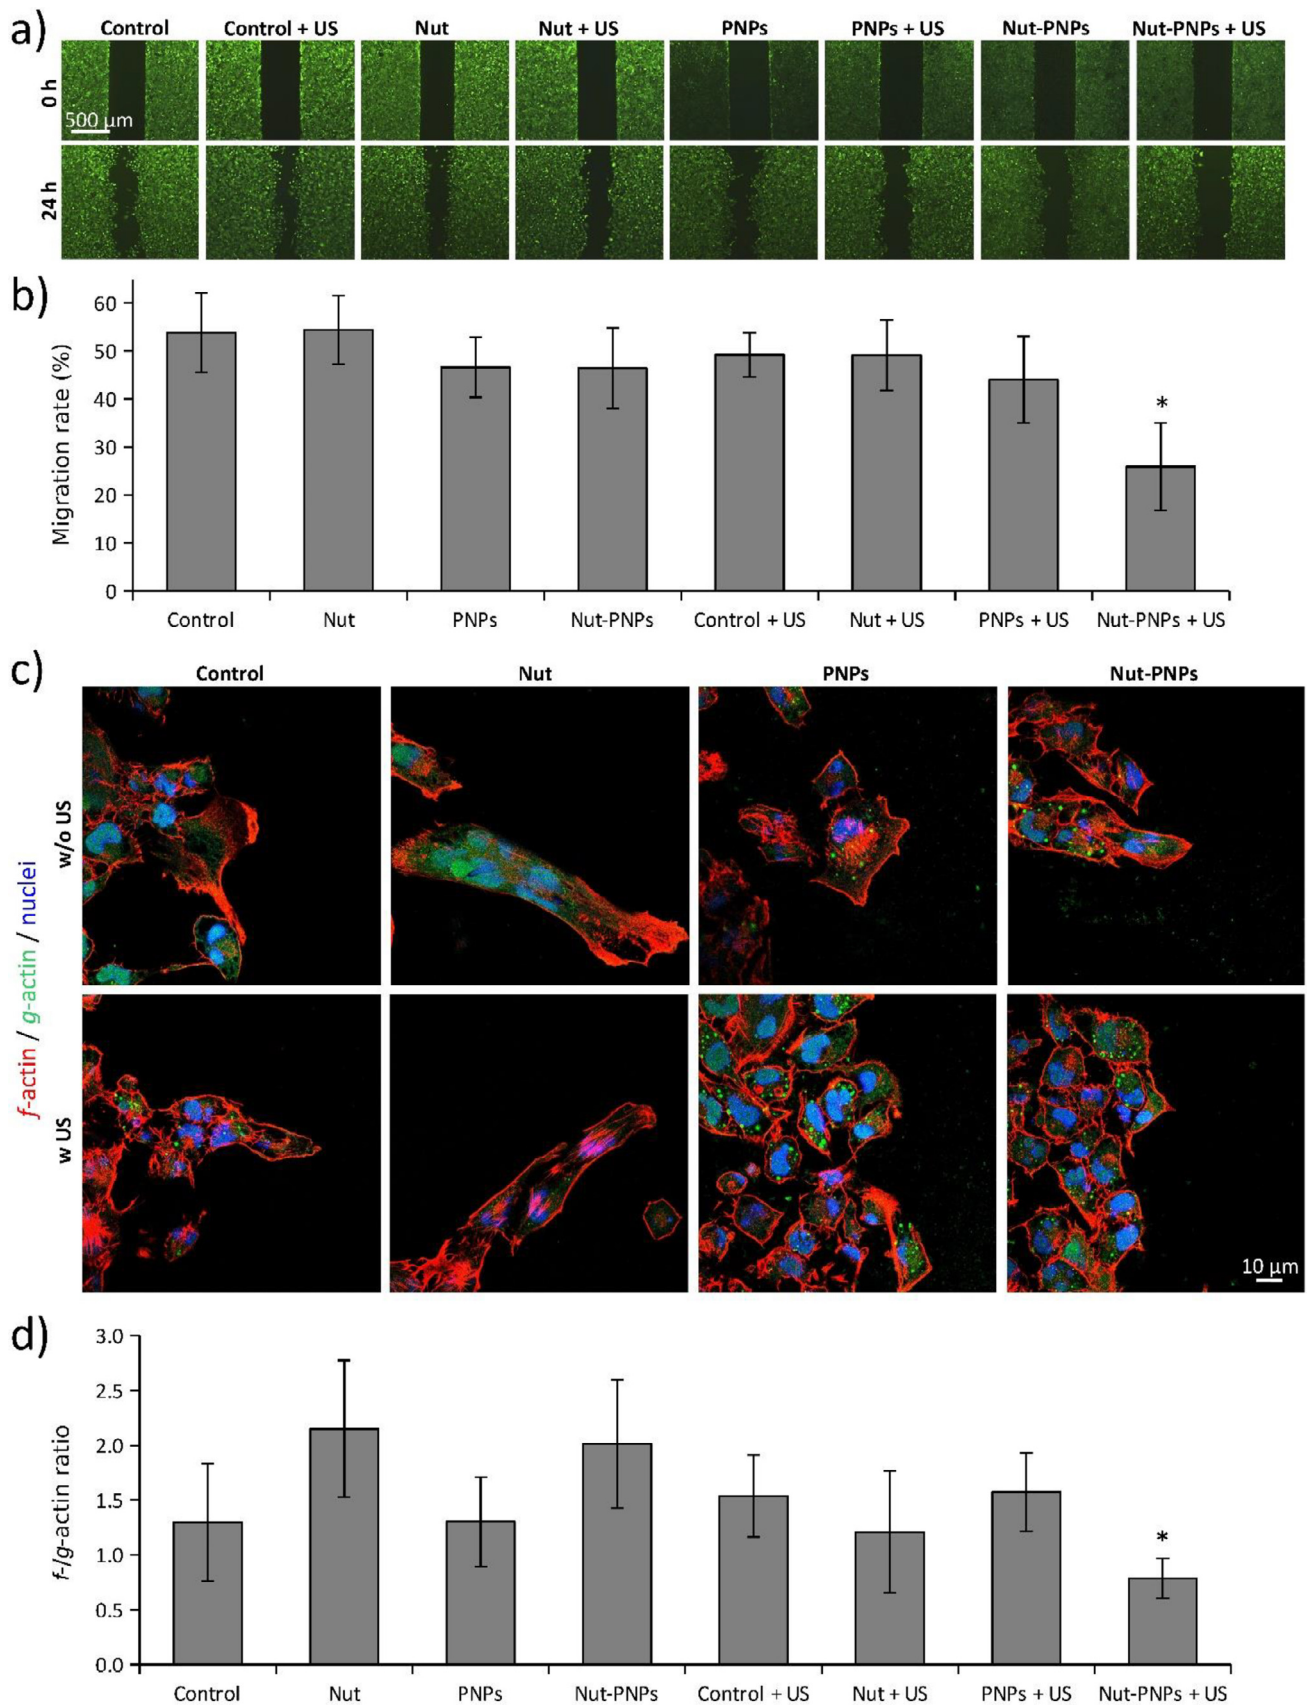 a)
Control Control + US Nut Nut + US PNPs PNPs + US Nut-PNPs Nut-PNPs + US
0 h
500 µm
24 h
b)
Migration rate (%)
60
50
40
30
20
10
0
Control Nut PNPs Nut-PNPs Control + US Nut + US PNPs + US Nut-PNPs + US
*
c)
Control Nut PNPs Nut-PNPs
f-actin / g-actin / nuclei
w/o US
w US
10 µm
d)
f-/g-actin ratio
3.0
2.5
2.0
1.5
1.0
0.5
0.0
*
Control Nut PNPs Nut-PNPs Control + US Nut + US PNPs + US Nut-PNPs + US